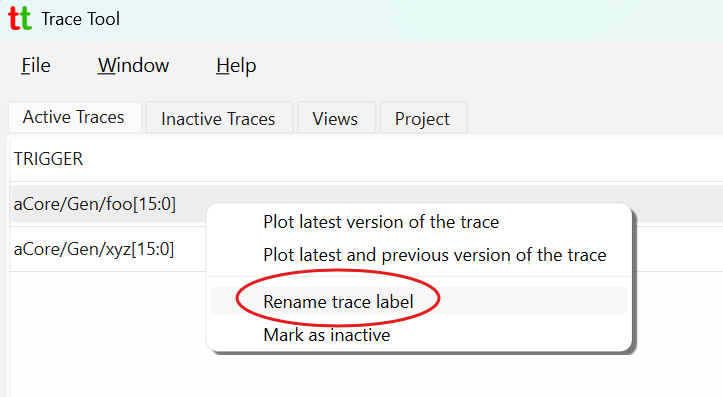 tt Trace Tool
File Window Help
Active Traces Inactive Traces Views Project
TRIGGER
aCore/Gen/foo[15:0]
Plot latest version of the trace
aCore/Gen/xyz[15:0]
Plot latest and previous version of the trace
Rename trace label
Mark as inactive